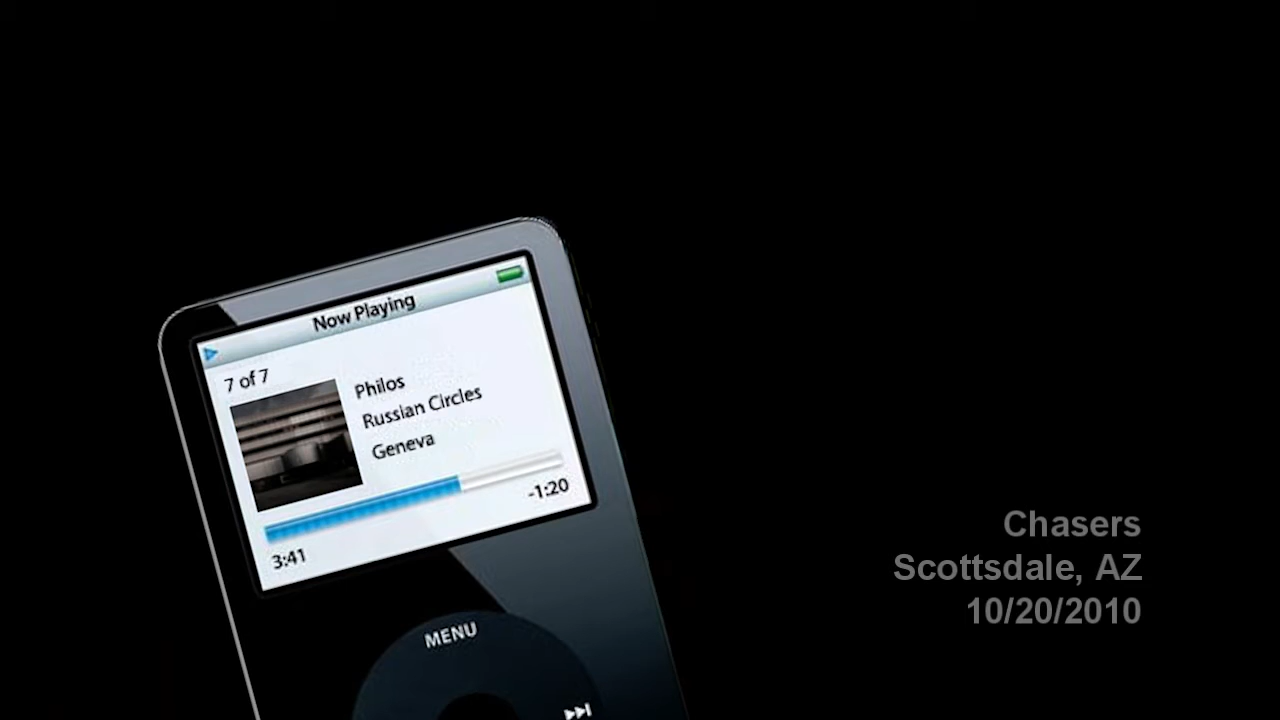 Now Playing
7 of 7
Philos
Russian Circles
Geneva
3:41
-1:20
MENU
Chasers
Scottsdale, AZ
10/20/2010